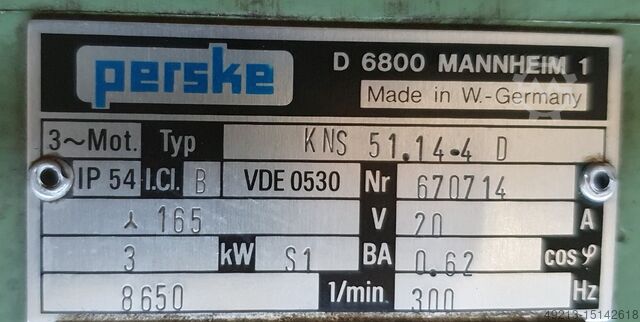 perske D 6800 MANNHEIM 1
Made in W.-Germany
3~Mot. Typ KNS 51.14-4 D
IP 54 I.Cl. B VDE 0530 Nr 670714
⅄ 165 V 20 A
3 kW S1 BA 0.62 cos φ
8650 1/min. 300 Hz
49213-15142618